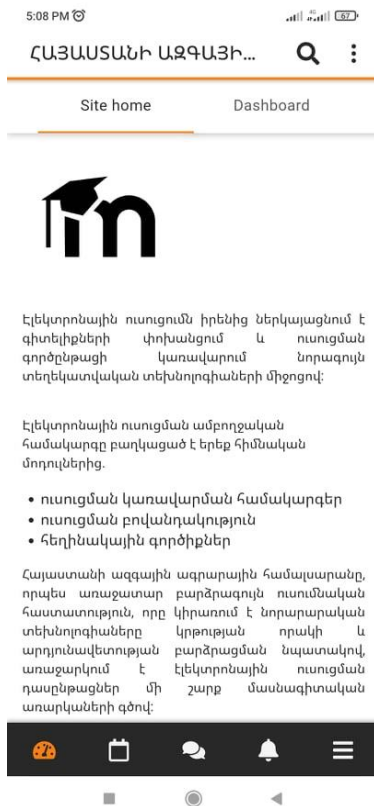 5:08 PM
4G
67
ՀԱՅԱՍՏԱՆԻ ԱԶԳԱՅԻ...
Site home
Dashboard
m
Էլեկտրոնային ուսուցումն իրենից ներկայացնում է
գիտելիքների փոխանցում և ուսուցման
գործընթացի կառավարում նորագույն
տեղեկատվական տեխնոլոգիաների միջոցով:
Էլեկտրոնային ուսուցման ամբողջական
համակարգը բաղկացած է երեք հիմնական
մոդուլներից.
• ուսուցման կառավարման համակարգեր
• ուսուցման բովանդակություն
• հեղինակային գործիքներ
Հայաստանի ազգային ագրարային համալսարանը,
որպես առաջատար բարձրագույն ուսումնական
հաստատություն, որը կիրառում է նորարարական
տեխնոլոգիաները կրթության որակի և
արդյունավետության բարձրացման նպատակով,
առաջարկում է էլեկտրոնային ուսուցման
դասընթացներ մի շարք մասնագիտական
առարկաների գծով: